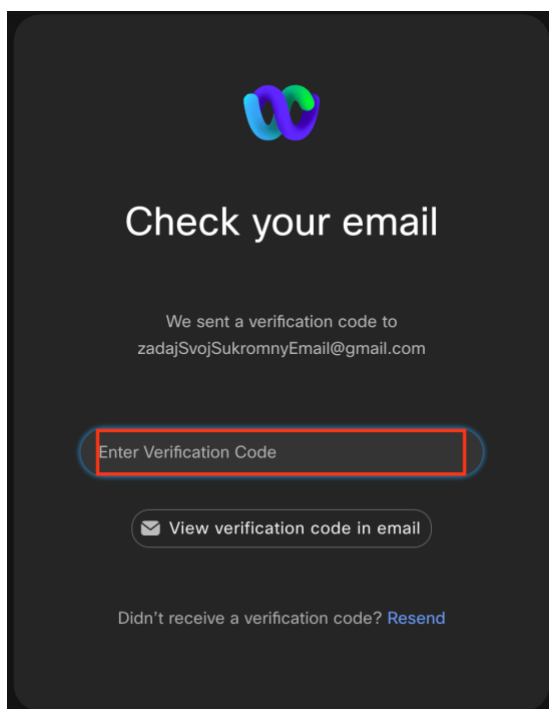 Check your email
We sent a verification code to
zadajSvojSukromnyEmail@gmail.com
Enter Verification Code
View verification code in email
Didn't receive a verification code? Resend